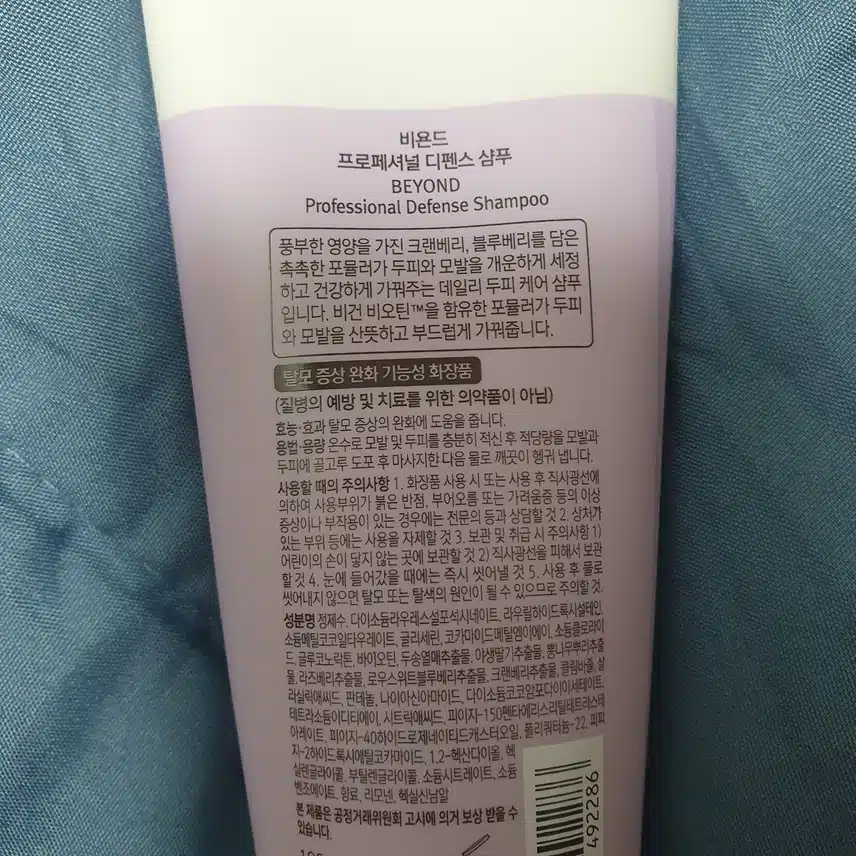 비욘드
프로페셔널 디펜스 샴푸
BEYOND
Professional Defense Shampoo
풍부한 영양을 가진 크랜베리, 블루베리를 담은
촉촉한 포뮬러가 두피와 모발을 개운하게 세정
하고 건강하게 가꿔주는 데일리 두피 케어 샴푸
입니다. 비건 비오틴™을 함유한 포뮬러가 두피
와 모발을 산뜻하고 부드럽게 가꿔줍니다.
탈모 증상 완화 기능성 화장품
(질병의 예방 및 치료를 위한 의약품이 아님)
효능·효과 탈모 증상의 완화에 도움을 줍니다.
용법·용량 온수로 모발 및 두피를 충분히 적신 후 적당량을 모발과
두피에 골고루 도포 후 마사지한 다음 물로 깨끗이 헹궈 냅니다.
사용할 때의 주의사항 1. 화장품 사용 시 또는 사용 후 직사광선에
의하여 사용부위가 붉은 반점, 부어오름 또는 가려움증 등의 이상
증상이나 부작용이 있는 경우에는 전문의 등과 상담할 것 2. 상처가
있는 부위 등에는 사용을 자제할 것 3. 보관 및 취급 시 주의사항 1)
어린이의 손이 닿지 않는 곳에 보관할 것 2) 직사광선을 피해서 보관
할 것 4. 눈에 들어갔을 때에는 즉시 씻어낼 것 5. 사용 후 물로
씻어내지 않으면 탈모 또는 탈색의 원인이 될 수 있으므로 주의할 것.
성분명 정제수, 다이소듐라우레스설포석시네이트, 라우릴하이드록시설테인,
소듐메틸코코일타우레이트, 글리세린, 코카마이드메틸엠이에이, 소듐클로라이
드, 글루코노락톤, 바이오틴, 두송열매추출물, 야생딸기추출물, 뽕나무뿌리추출
물, 라즈베리추출물, 로우스위트블루베리추출물, 크랜베리추출물, 클림바졸, 살
리실릭애씨드, 판데놀, 나이아신아마이드, 다이소듐코코암포다이아세테이트,
테트라소듐이디티에이, 시트릭애씨드, 피이지-150펜타에리스리틸테트라스테
아레이트, 피이지-40하이드로제네이티드캐스터오일, 폴리쿼터늄-22, 피피
지-2하이드록시에틸코카마이드, 1,2-헥산다이올, 헥
실렌글라이콜, 부틸렌글라이콜, 소듐시트레이트, 소듐
벤조에이트, 향료, 리모넨, 헥실신남알
본 제품은 공정거래위원회 고시에 의거 보상 받을 수
있습니다.
492286